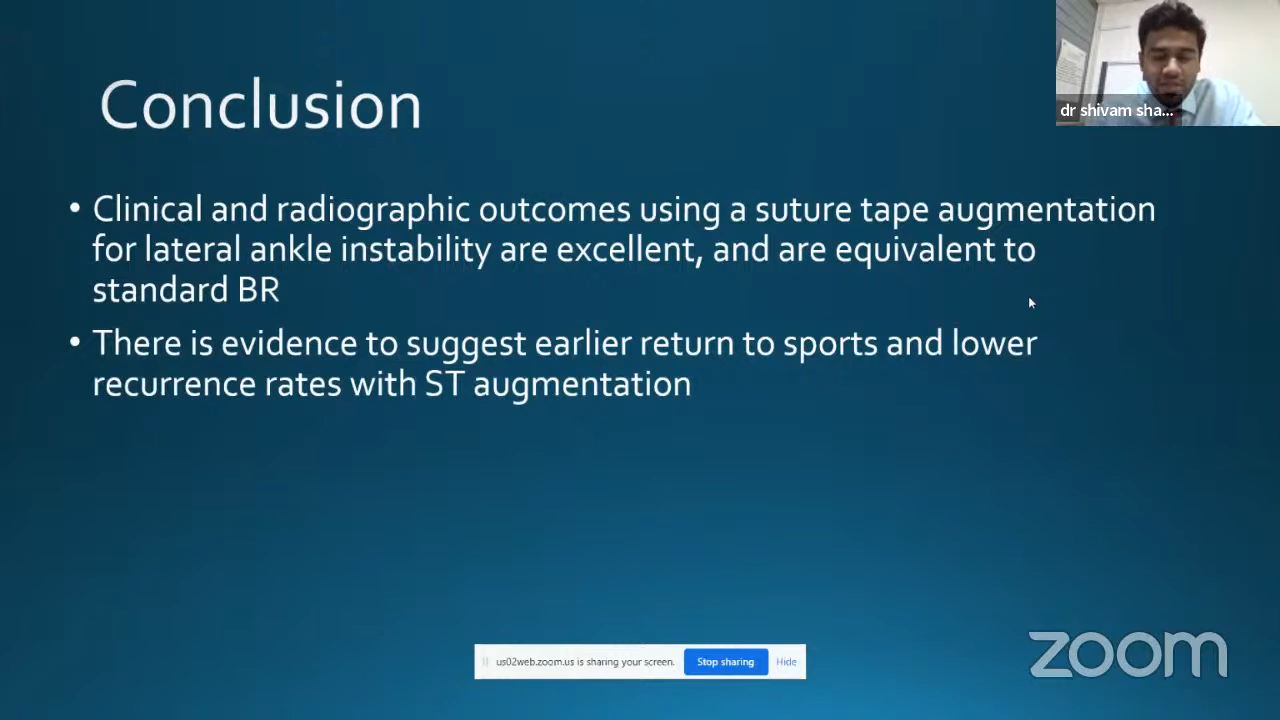 dr shivam sha...
Conclusion
• Clinical and radiographic outcomes using a suture tape augmentation
for lateral ankle instability are excellent, and are equivalent to
standard BR
• There is evidence to suggest earlier return to sports and lower
recurrence rates with ST augmentation
us02web.zoom.us is sharing your screen.
Stop sharing
Hide
zoom